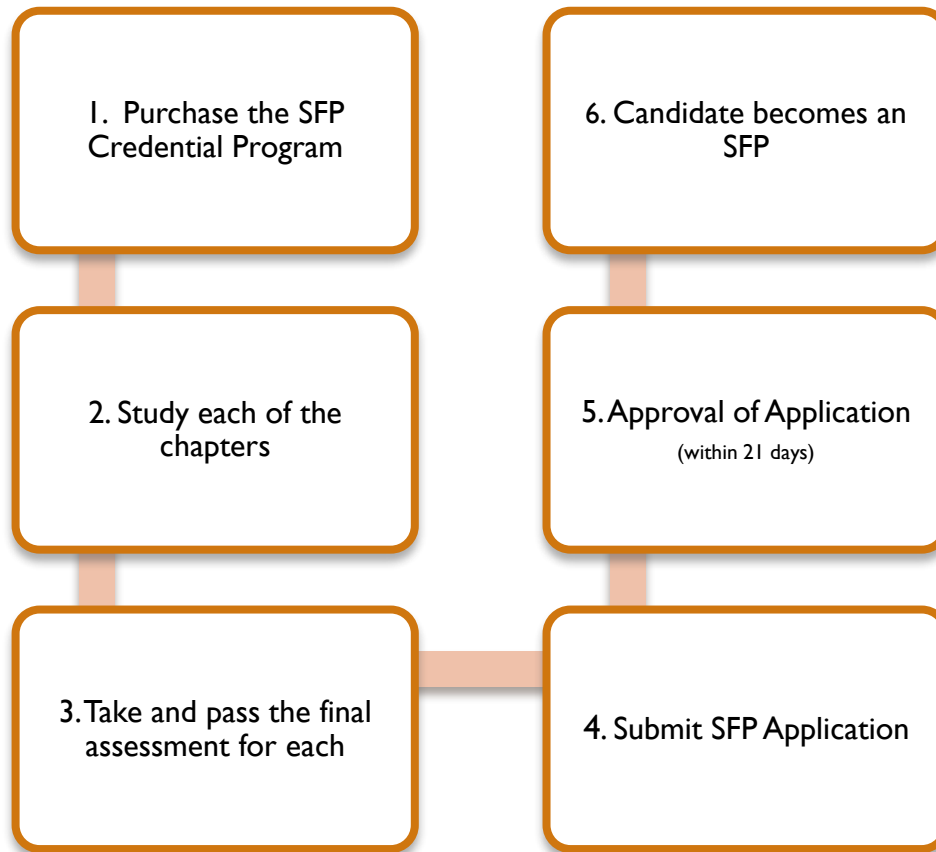 1. Purchase the SFP
Credential Program
2. Study each of the
chapters
3. Take and pass the final
assessment for each
4. Submit SFP Application
5. Approval of Application
(within 21 days)
6. Candidate becomes an
SFP